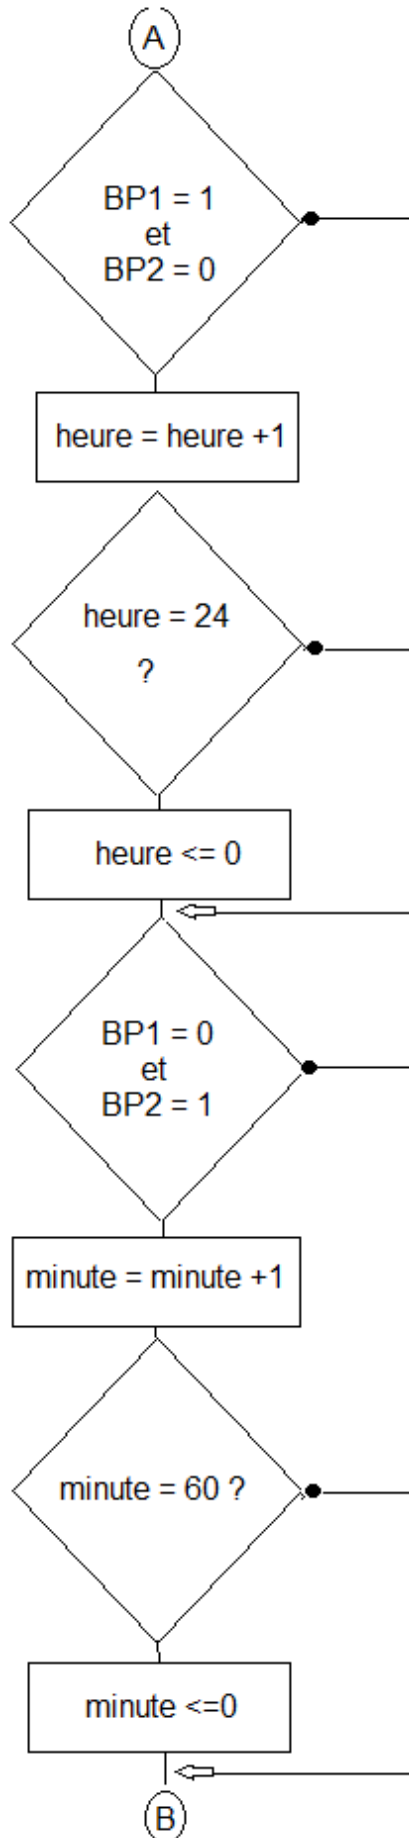 A
BP1 = 1
et
BP2 = 0
heure = heure +1
heure = 24
?
heure <= 0
BP1 = 0
et
BP2 = 1
minute = minute +1
minute = 60 ?
minute <=0
B